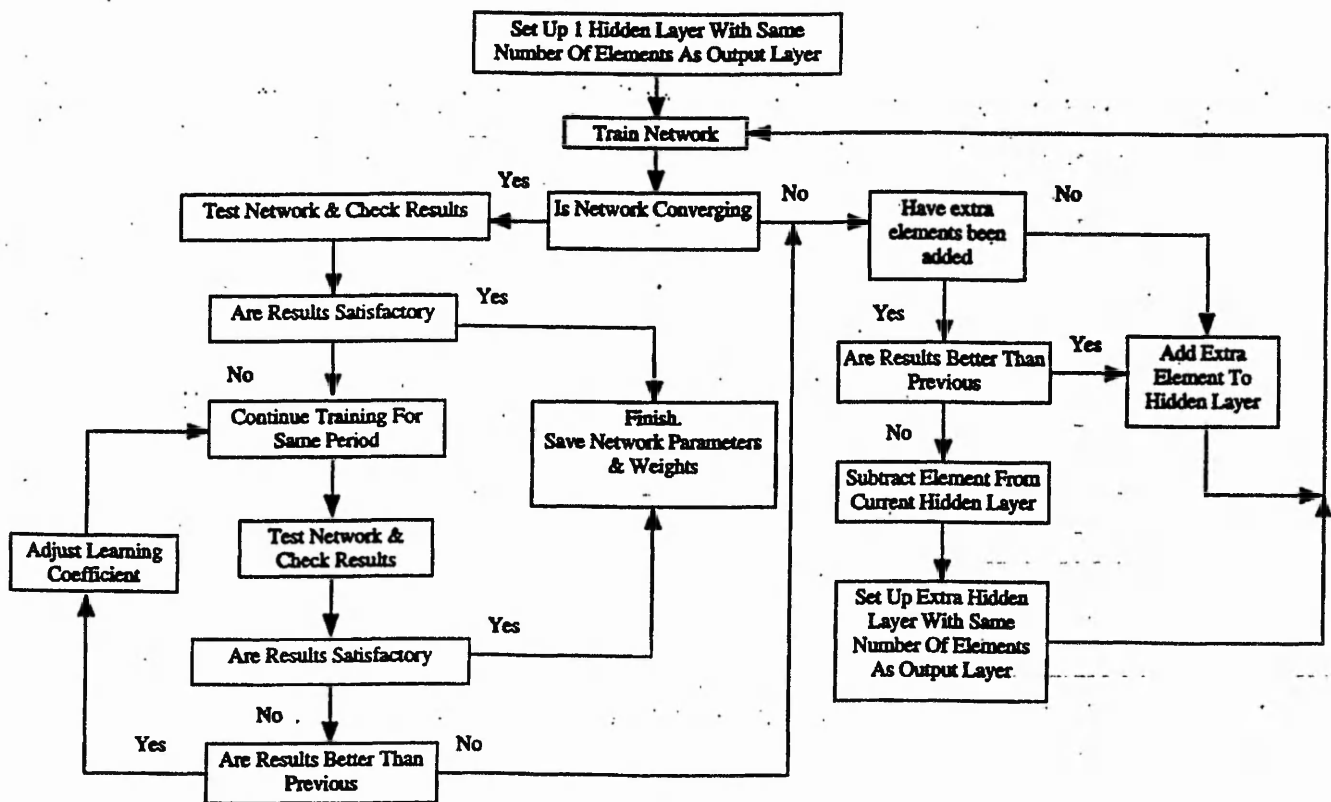 Set Up 1 Hidden Layer With Same
Number Of Elements As Output Layer
Train Network
Yes
Is Network Converging
No
Test Network & Check Results
Have extra
elements been
added
No
Are Results Satisfactory
Yes
Yes
Are Results Better Than
Previous
Yes
Add Extra
Element To
Hidden Layer
No
Continue Training For
Same Period
Finish.
Save Network Parameters
& Weights
No
Subtract Element From
Current Hidden Layer
Test Network &
Check Results
Adjust Learning
Coefficient
Set Up Extra Hidden
Layer With Same
Number Of Elements
As Output Layer
Are Results Satisfactory
Yes
No
Yes
Are Results Better Than
Previous
No